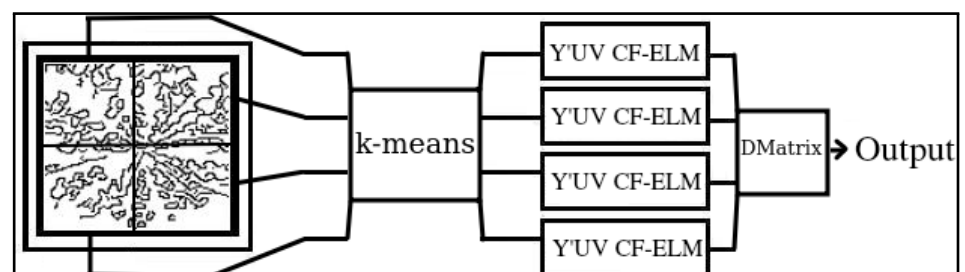 Y'UV CF-ELM
Y'UV CF-ELM
k-means
DMatrix
Output
Y'UV CF-ELM
Y'UV CF-ELM